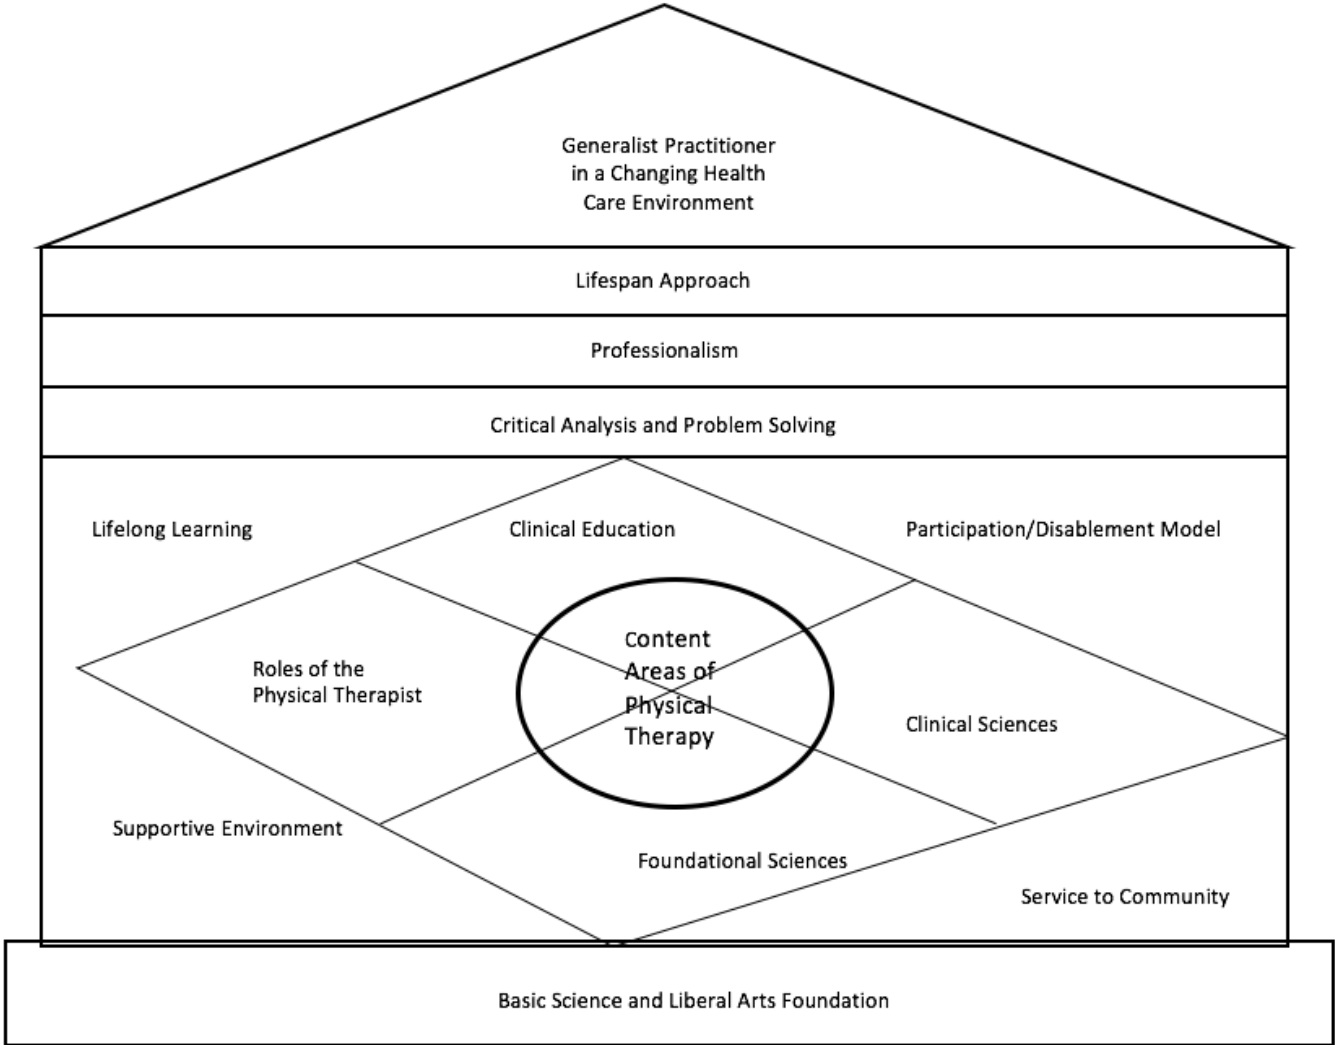 Generalist Practitioner
in a Changing Health
Care Environment
Lifespan Approach
Professionalism
Critical Analysis and Problem Solving
Lifelong Learning
Clinical Education
Participation/Disablement Model
Content
Areas of
Physical
Therapy
Roles of the
Physical Therapist
Clinical Sciences
Supportive Environment
Foundational Sciences
Service to Community
Basic Science and Liberal Arts Foundation